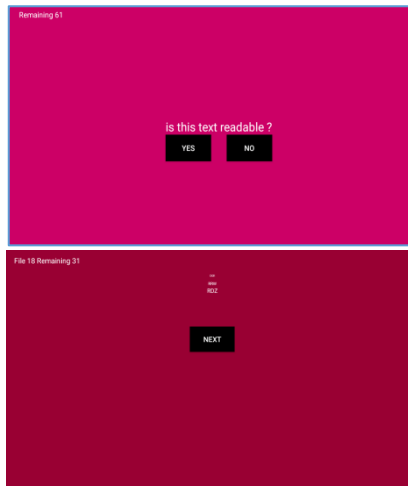 Remaining 61
is this text readable ?
YES NO
File 18 Remaining 31
RDZ
NEXT